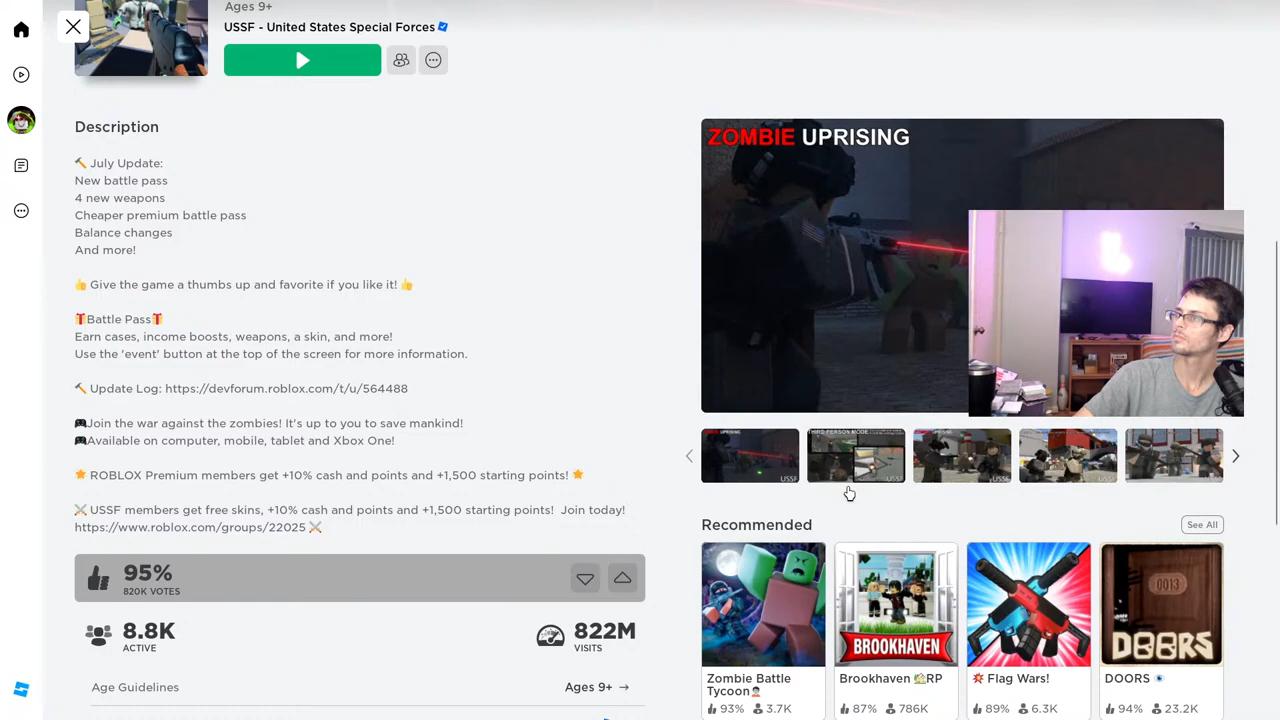 Ages 9+
USSF - United States Special Forces
Description
🔨 July Update:
New battle pass
4 new weapons
Cheaper premium battle pass
Balance changes
And more!
👍 Give the game a thumbs up and favorite if you like it! 👍
🎁Battle Pass🎁
Earn cases, income boosts, weapons, a skin, and more!
Use the 'event' button at the top of the screen for more information.
🔨 Update Log: https://devforum.roblox.com/t/u/564488
🎮Join the war against the zombies! It's up to you to save mankind!
🎮Available on computer, mobile, tablet and Xbox One!
🌟 ROBLOX Premium members get +10% cash and points and +1,500 starting points! 🌟
⚔️ USSF members get free skins, +10% cash and points and +1,500 starting points!  Join today!
https://www.roblox.com/groups/22025 ⚔️
95%
820K VOTES
8.8K
ACTIVE
822M
VISITS
Age Guidelines
Ages 9+ →
ZOMBIE UPRISING
THIRD PERSON MODE
USSF
Recommended
See All
BROOKHAVEN
0013
DOORS
Zombie Battle
Tycoon
93% 3.7K
Brookhaven 🏡RP
87% 786K
💥 Flag Wars!
89% 6.3K
DOORS 👁️
94% 23.2K